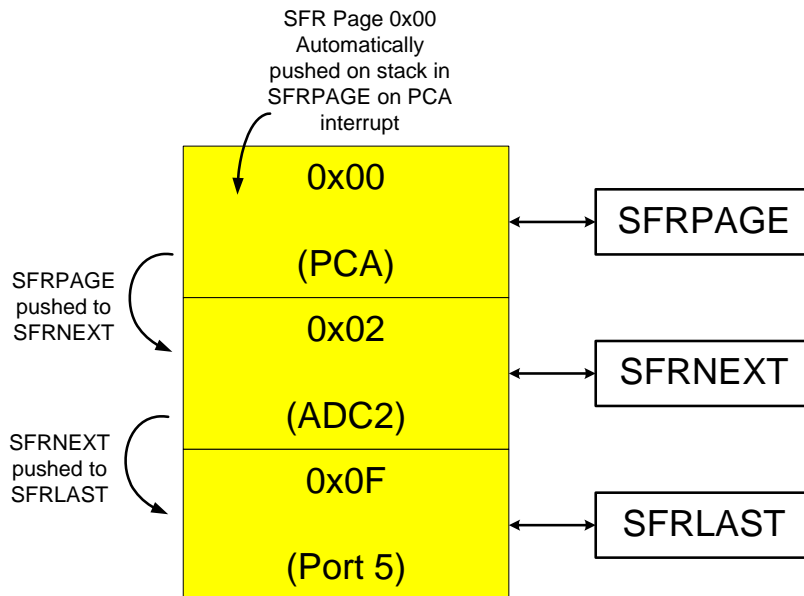 SFR Page 0x00
Automatically
pushed on stack in
SFRPAGE on PCA
interrupt
0x00
(PCA)
SFRPAGE
SFRPAGE
pushed to
SFRNEXT
0x02
(ADC2)
SFRNEXT
SFRNEXT
pushed to
SFRLAST
0x0F
(Port 5)
SFRLAST